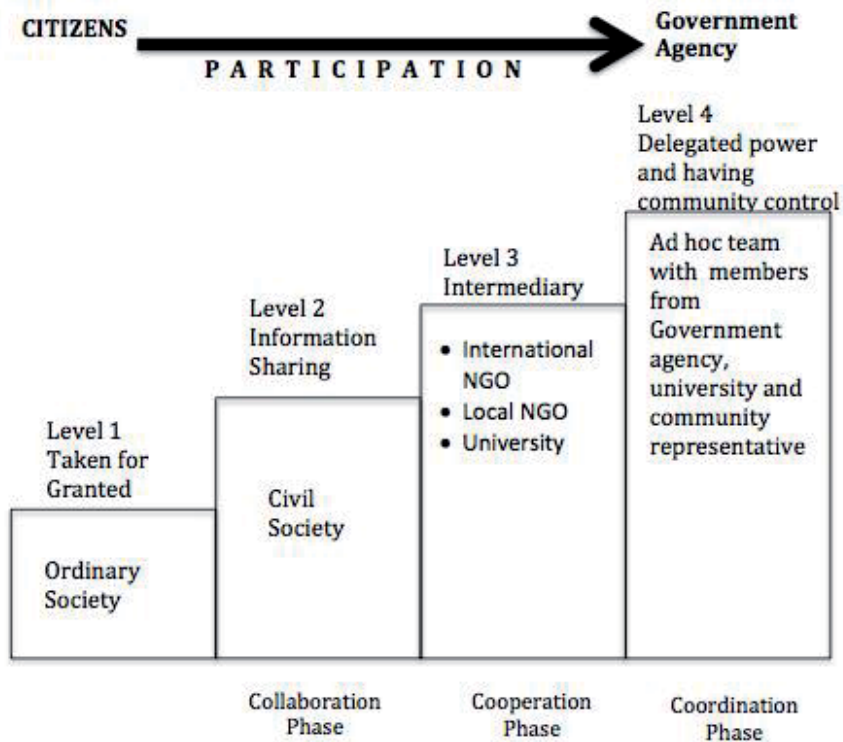 CITIZENS
Government
Agency
PARTICIPATION
Level 4
Delegated power
and having
community control
Ad hoc team
with members
from
Government
agency,
university and
community
representative
Level 3
Intermediary
• International
NGO
• Local NGO
• University
Level 2
Information
Sharing
Civil
Society
Level 1
Taken for
Granted
Ordinary
Society
Collaboration
Phase
Cooperation
Phase
Coordination
Phase